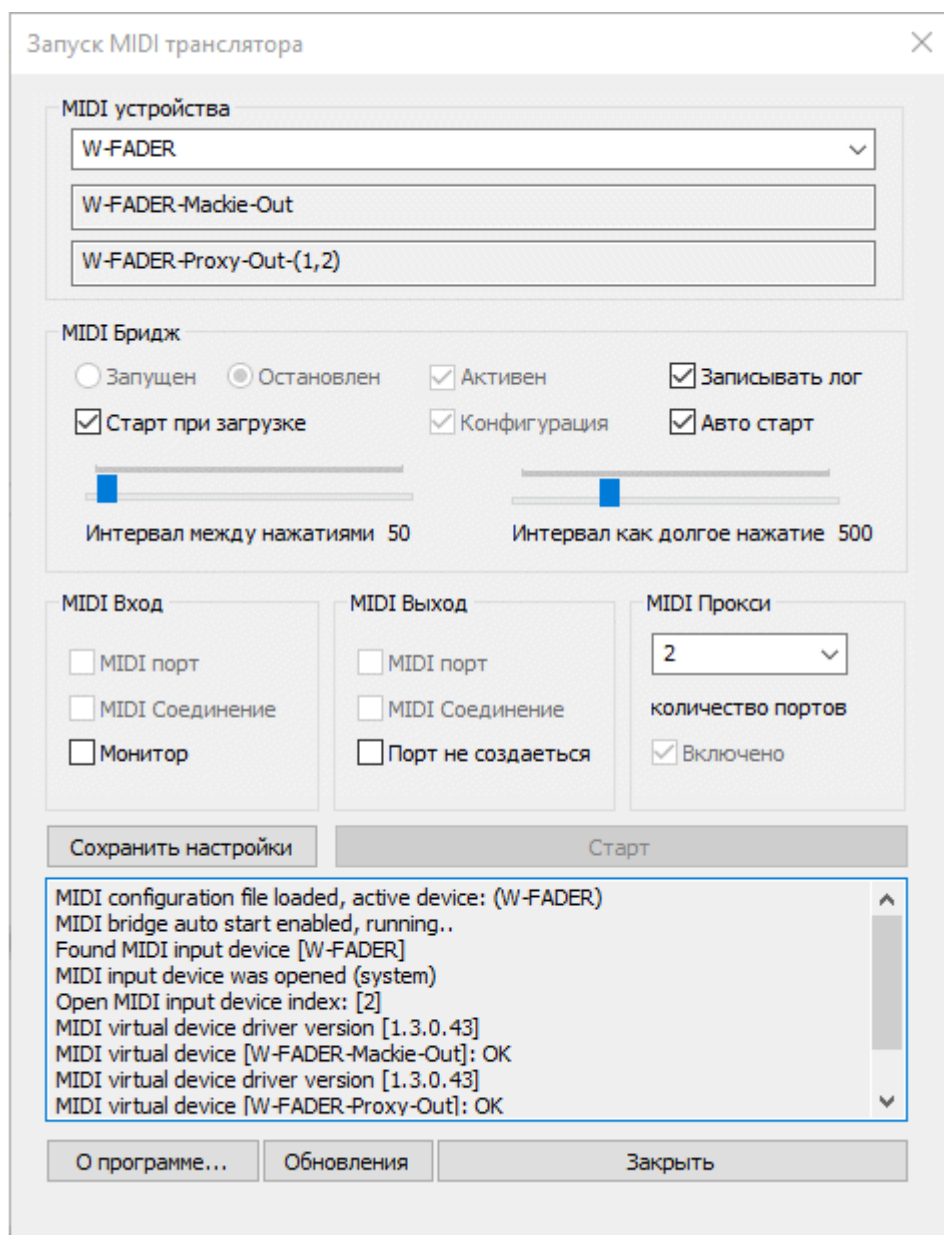 Запуск MIDI транслятора
MIDI устройства
W-FADER
W-FADER-Mackie-Out
W-FADER-Proxy-Out-(1,2)
MIDI Бридж
Запущен Остановлен Активен Записывать лог
Старт при загрузке Конфигурация Авто старт
Интервал между нажатиями 50 Интервал как долгое нажатие 500
MIDI Вход MIDI Выход MIDI Прокси
MIDI порт MIDI порт 2
MIDI Соединение MIDI Соединение количество портов
Монитор Порт не создаеться Включено
Сохранить настройки Старт
MIDI configuration file loaded, active device: (W-FADER)
MIDI bridge auto start enabled, running..
Found MIDI input device [W-FADER]
MIDI input device was opened (system)
Open MIDI input device index: [2]
MIDI virtual device driver version [1.3.0.43]
MIDI virtual device [W-FADER-Mackie-Out]: OK
MIDI virtual device driver version [1.3.0.43]
MIDI virtual device [W-FADER-Proxy-Out]: OK
О программе... Обновления Закрыть